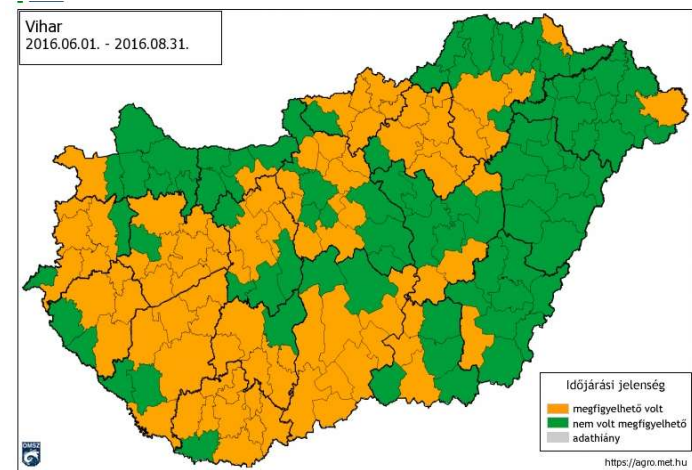 Vihar
2016.06.01. - 2016.08.31.
Időjárási jelenség
megfigyelhető volt
nem volt megfigyelhető
adathiány
OMSZ
https://agro.met.hu